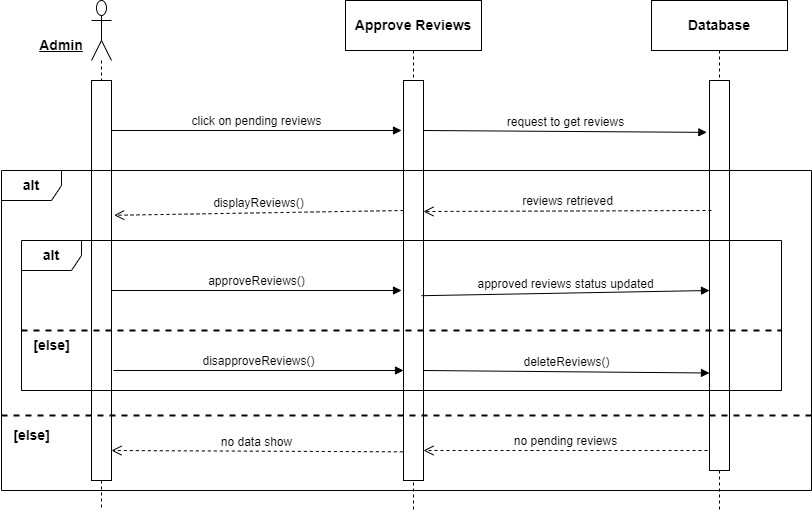 Admin
Approve Reviews
Database
click on pending reviews
request to get reviews
alt
displayReviews()
reviews retrieved
alt
approveReviews()
approved reviews status updated
[else]
disapproveReviews()
deleteReviews()
[else]
no data show
no pending reviews